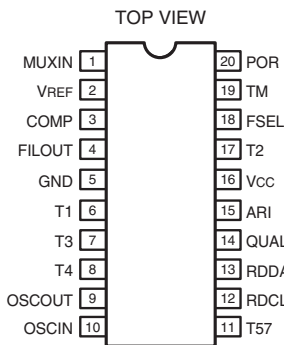 TOP VIEW
MUXIN 1 20 POR
VREF 2 19 TM
COMP 3 18 FSEL
FILOUT 4 17 T2
GND 5 16 VCC
T1 6 15 ARI
T3 7 14 QUAL
T4 8 13 RDDA
OSCOUT 9 12 RDCL
OSCIN 10 11 T57